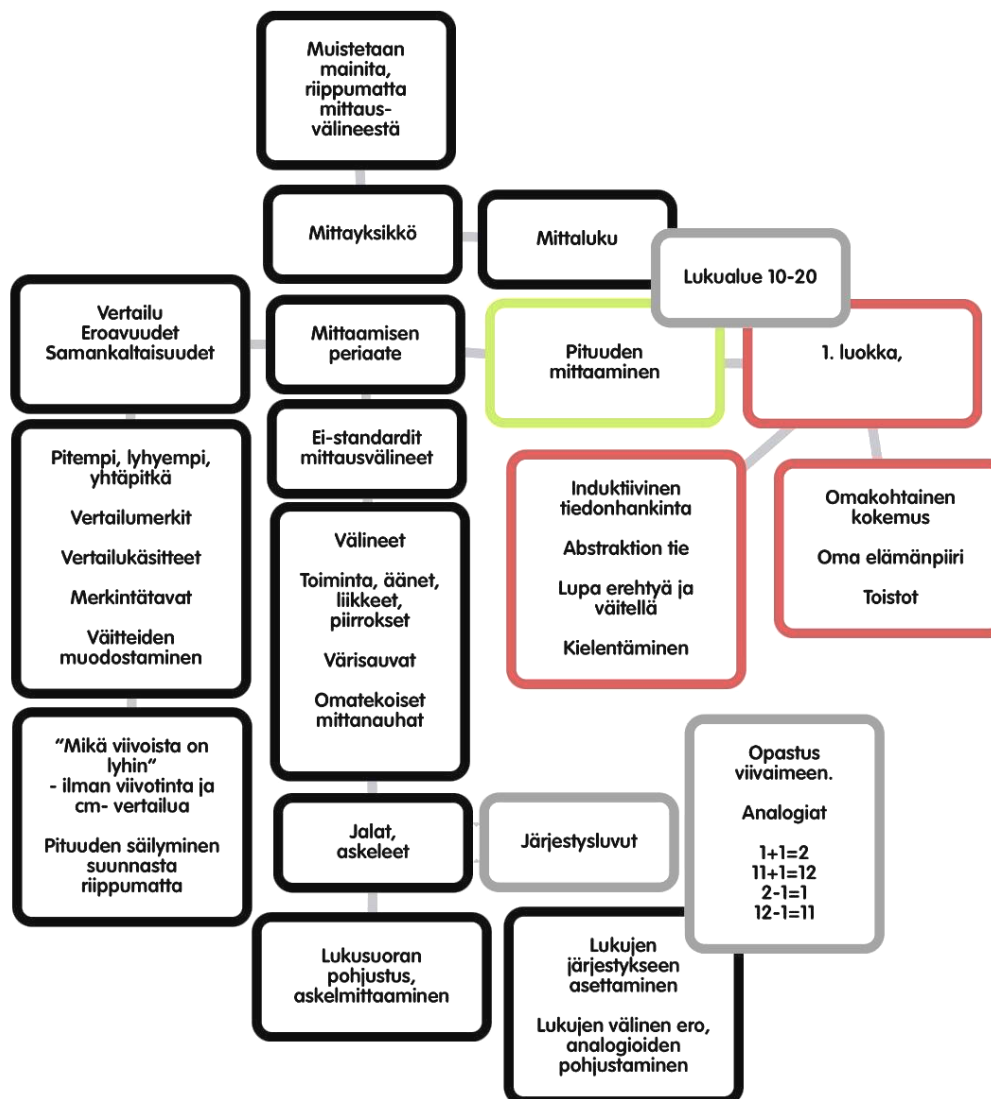 Muistetaan
mainita,
riippumatta
mittaus-
välineestä
Mittayksikkö
Mittaluku
Lukualue 10-20
Vertailu
Eroavuudet
Samankaltaisuudet
Mittaamisen
periaate
Pituuden
mittaaminen
1. luokka,
Ei-standardit
mittausvälineet
Pitempi, lyhyempi,
yhtäpitkä
Vertailumerkit
Vertailukäsitteet
Merkintätavat
Väitteiden
muodostaminen
Välineet
Toiminta, äänet,
liikkeet,
piirrokset
Värisauvat
Omatekoiset
mittanauhat
Induktiivinen
tiedonhankinta
Abstraktion tie
Lupa erehtyä ja
väitellä
Kielentäminen
Omakohtainen
kokemus
Oma elämänpiiri
Toistot
"Mikä viivoista on
lyhin"
- ilman viivotinta ja
cm- vertailua
Pituuden säilyminen
suunnasta
riippumatta
Jalat,
askeleet
Järjestysluvut
Opastus
viivaimeen.
Analogiat
1+1=2
11+1=12
2-1=1
12-1=11
Lukusuoran
pohjustus,
askelmittaaminen
Lukujen
järjestykseen
asettaminen
Lukujen välinen ero,
analogioiden
pohjustaminen